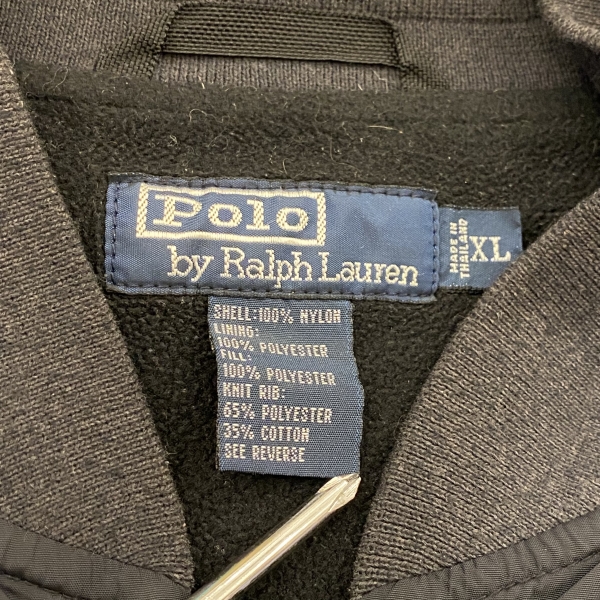 Polo
by Ralph Lauren
MADE IN
THAILAND
XL
SHELL:100% NYLON
LINING:
100% POLYESTER
FILL:
100% POLYESTER
KNIT RIB:
65% POLYESTER
35% COTTON
SEE REVERSE